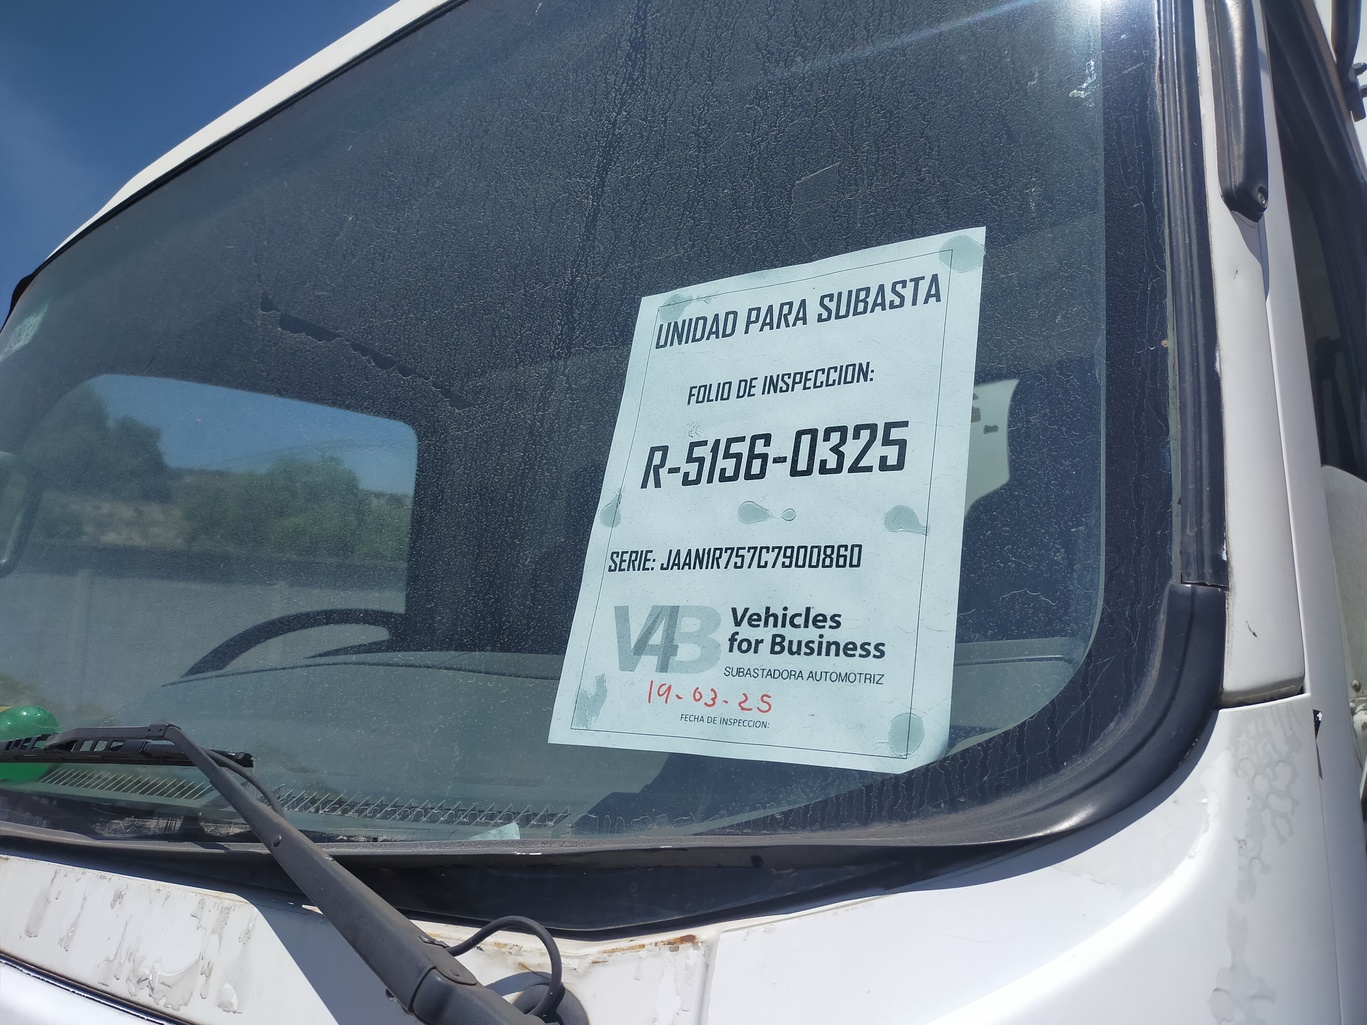 UNIDAD PARA SUBASTA
FOLIO DE INSPECCION:
R-5156-0325
SERIE: JAAN1R757C7900860
V4B Vehicles
for Business
SUBASTADORA AUTOMOTRIZ
19-03-25
FECHA DE INSPECCION: